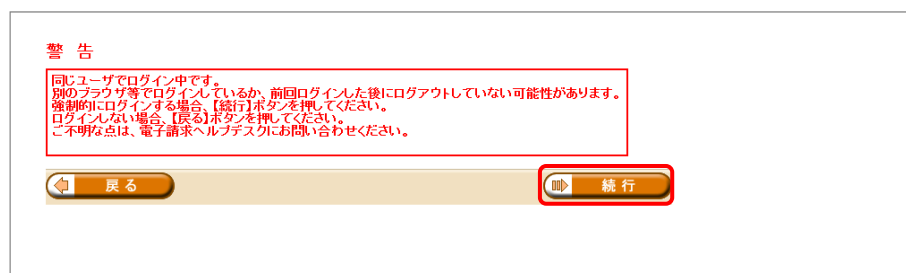 警 告
同じユーザでログイン中です。
別のブラウザ等でログインしているか、前回ログインした後にログアウトしていない可能性があります。
強制的にログインする場合、【続行】ボタンを押してください。
ログインしない場合、【戻る】ボタンを押してください。
ご不明な点は、電子請求ヘルプデスクにお問い合わせください。
戻 る
続 行